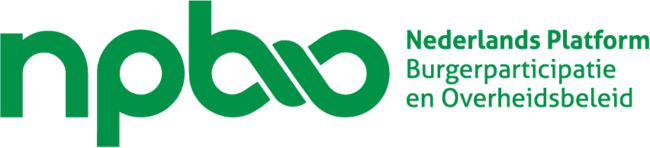 npbo
Nederlands Platform
Burgerparticipatie
en Overheidsbeleid